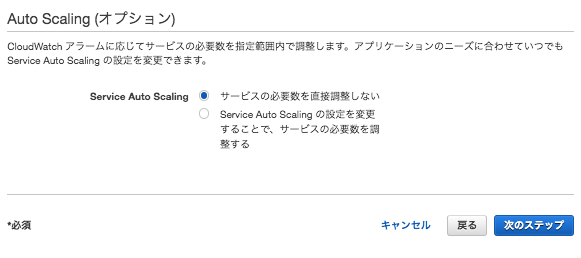 Auto Scaling (オプション)
CloudWatch アラームに応じてサービスの必要数を指定範囲内で調整します。アプリケーションのニーズに合わせていつでも
Service Auto Scaling の設定を変更できます。
Service Auto Scaling
サービスの必要数を直接調整しない
Service Auto Scaling の設定を変更
することで、サービスの必要数を調
整する
*必須
キャンセル
戻る
次のステップ